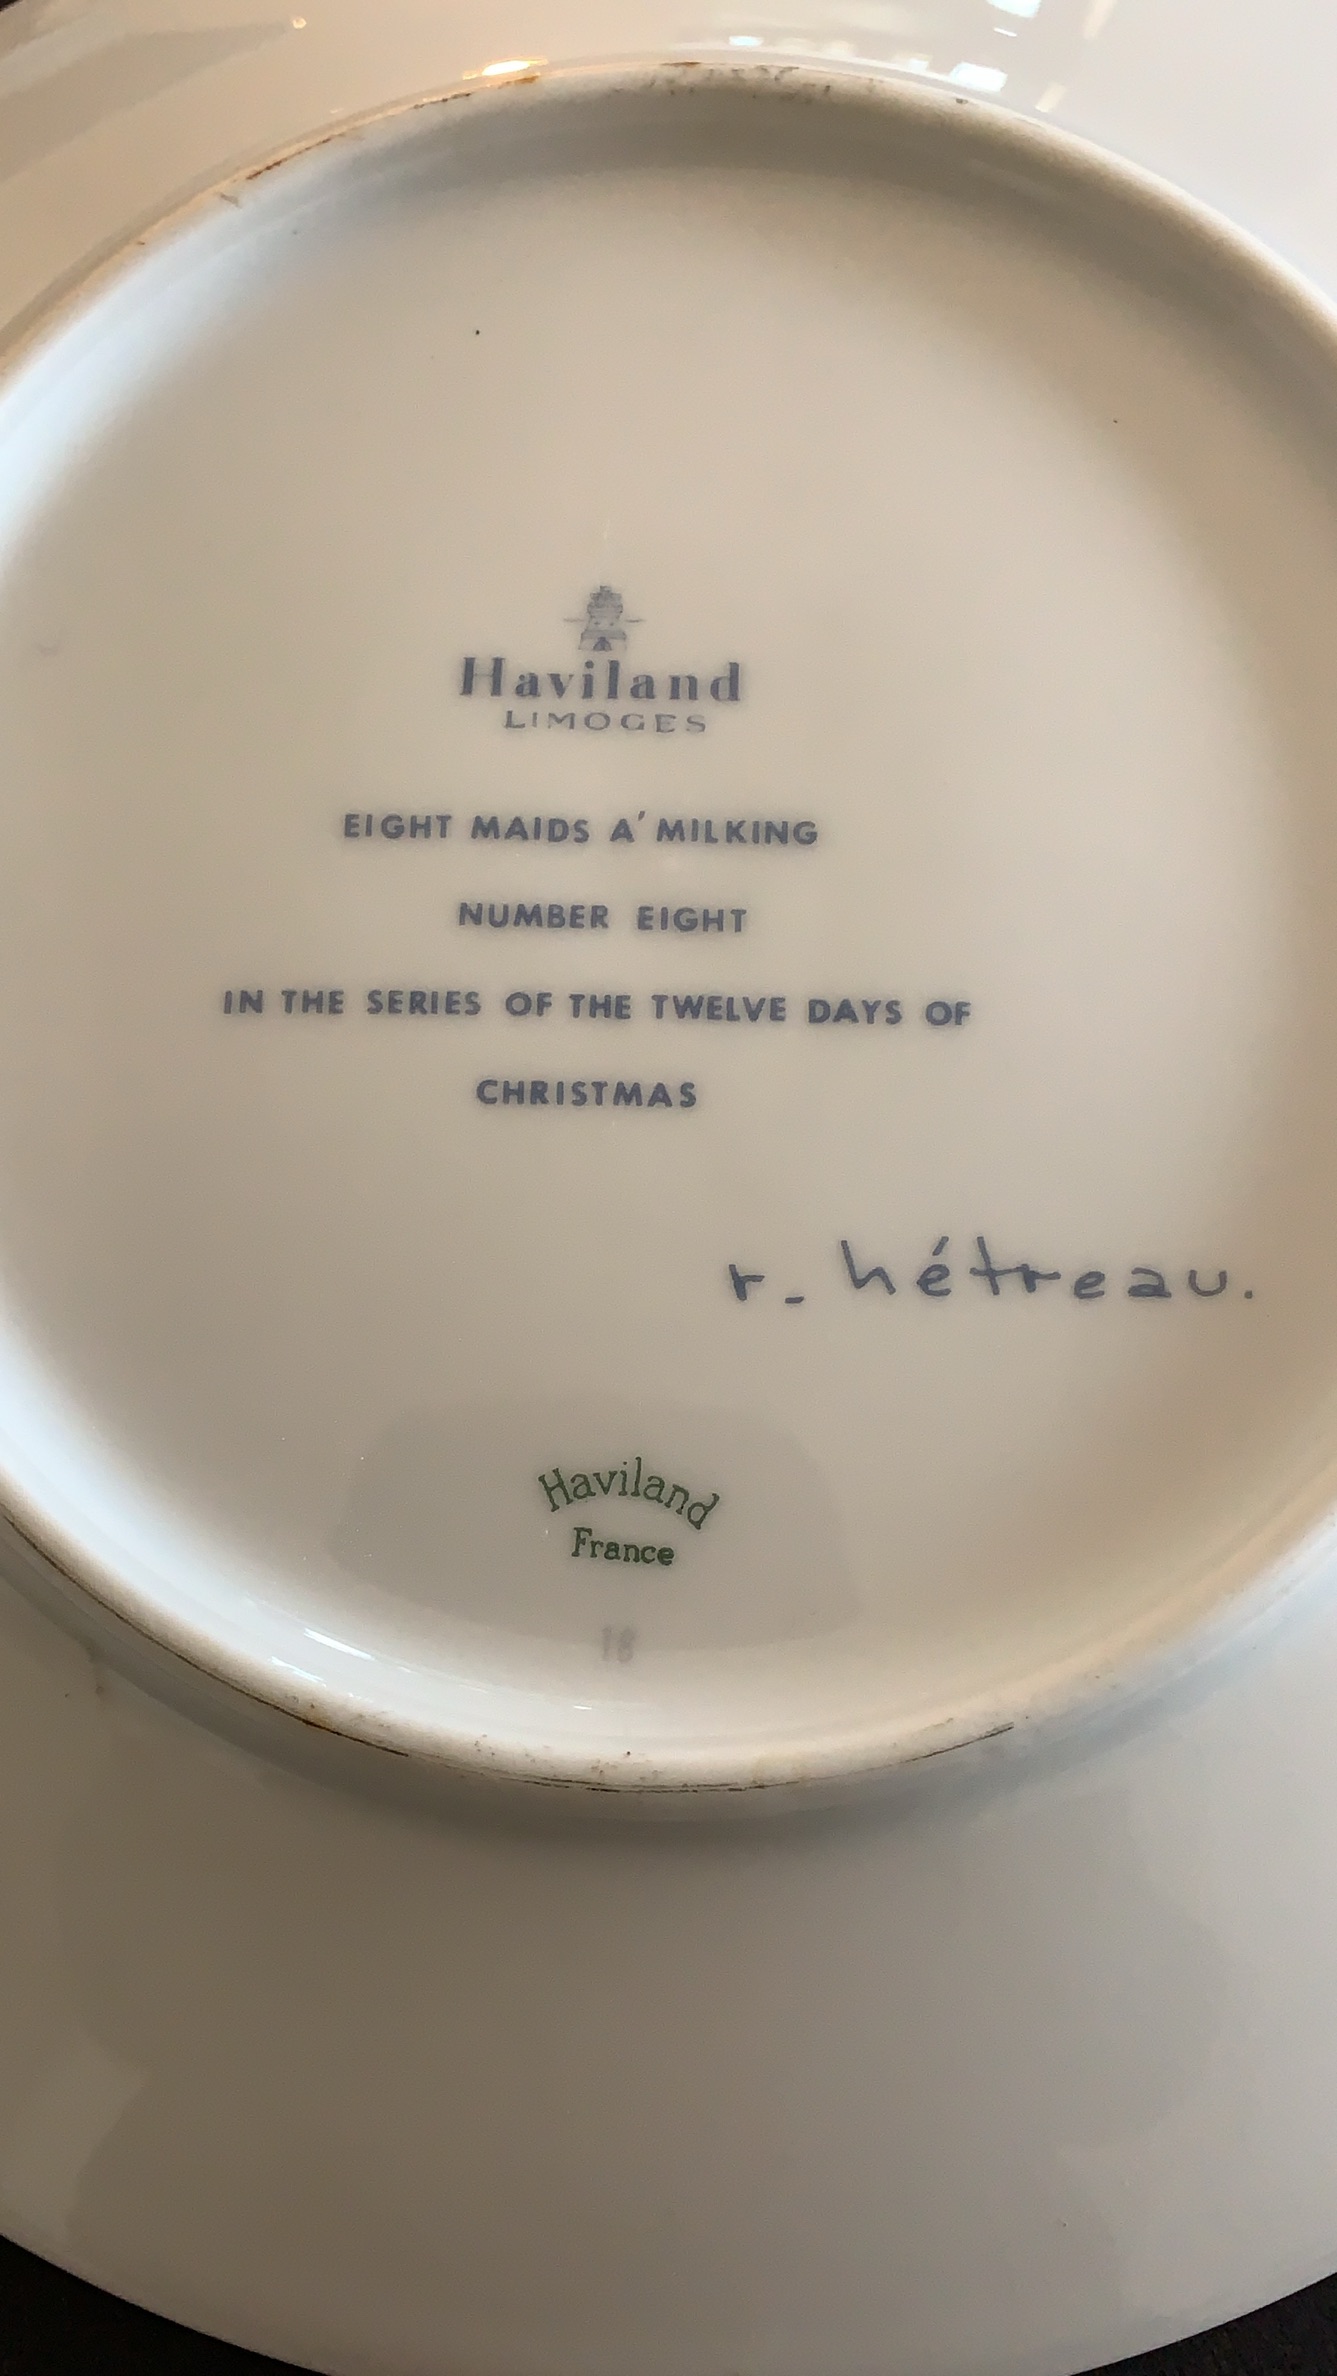 Haviland
LIMOGES
EIGHT MAIDS A' MILKING
NUMBER EIGHT
IN THE SERIES OF THE TWELVE DAYS OF
CHRISTMAS
r. hétreau.
Haviland
France
18